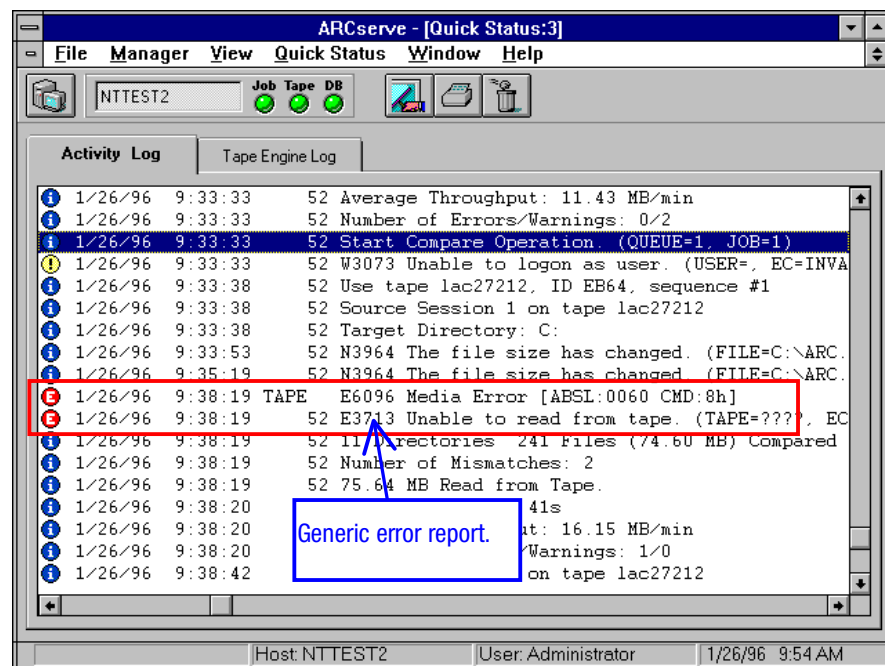 ARCserve - [Quick Status:3]
File Manager View Quick Status Window Help
NTTEST2 Job Tape DB
Activity Log Tape Engine Log
1/26/96 9:33:33 52 Average Throughput: 11.43 MB/min
1/26/96 9:33:33 52 Number of Errors/Warnings: 0/2
1/26/96 9:33:33 52 Start Compare Operation. (QUEUE=1, JOB=1)
1/26/96 9:33:33 52 W3073 Unable to logon as user. (USER=, EC=INVA
1/26/96 9:33:38 52 Use tape lac27212, ID EB64, sequence #1
1/26/96 9:33:38 52 Source Session 1 on tape lac27212
1/26/96 9:33:38 52 Target Directory: C:
1/26/96 9:33:53 52 N3964 The file size has changed. (FILE=C:\ARC.
1/26/96 9:35:19 52 N3964 The file size has changed. (FILE=C:\ARC.
1/26/96 9:38:19 TAPE E6096 Media Error [ABSL:0060 CMD:8h]
1/26/96 9:38:19 52 E3713 Unable to read from tape. (TAPE=????, EC
1/26/96 9:38:19 52 11 Directories 241 Files (74.60 MB) Compared
1/26/96 9:38:19 52 Number of Mismatches: 2
1/26/96 9:38:19 52 75.64 MB Read from Tape.
1/26/96 9:38:20 41s
1/26/96 9:38:20 ut: 16.15 MB/min
1/26/96 9:38:20 /Warnings: 1/0
1/26/96 9:38:42 on tape lac27212
Generic error report.
Host: NTTEST2 User: Administrator 1/26/96 9:54 AM